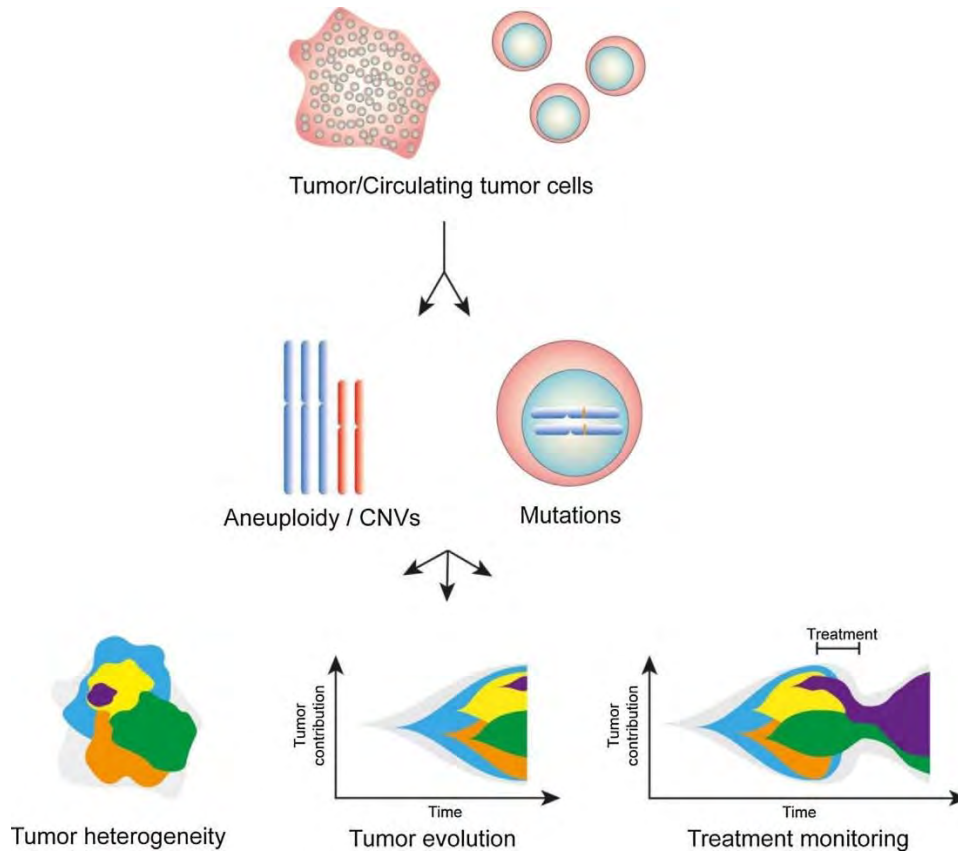 Tumor/Circulating tumor cells
Aneuploidy / CNVs
Mutations
Tumor heterogeneity
Tumor
contribution
Time
Tumor evolution
Treatment
Tumor
contribution
Time
Treatment monitoring